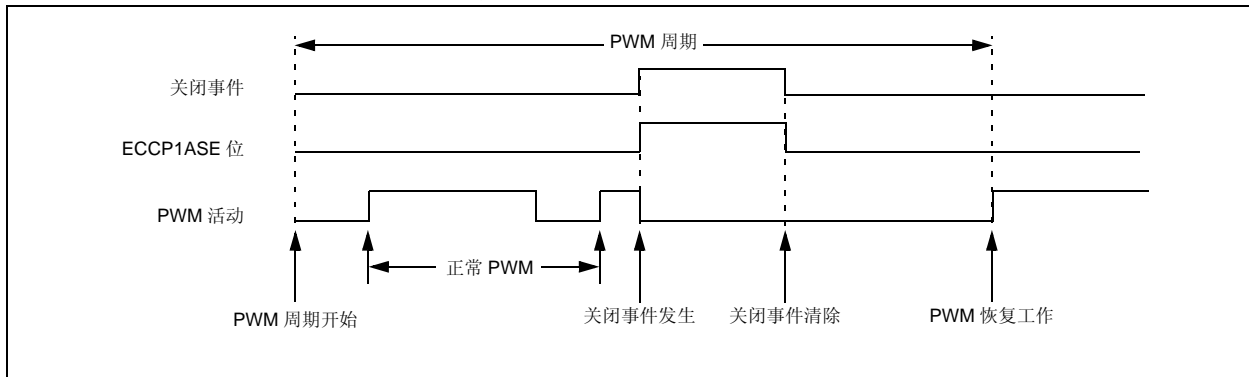 PWM 周期
关闭事件
ECCP1ASE 位
PWM 活动
正常 PWM
PWM 周期开始
关闭事件发生
关闭事件清除
PWM 恢复工作